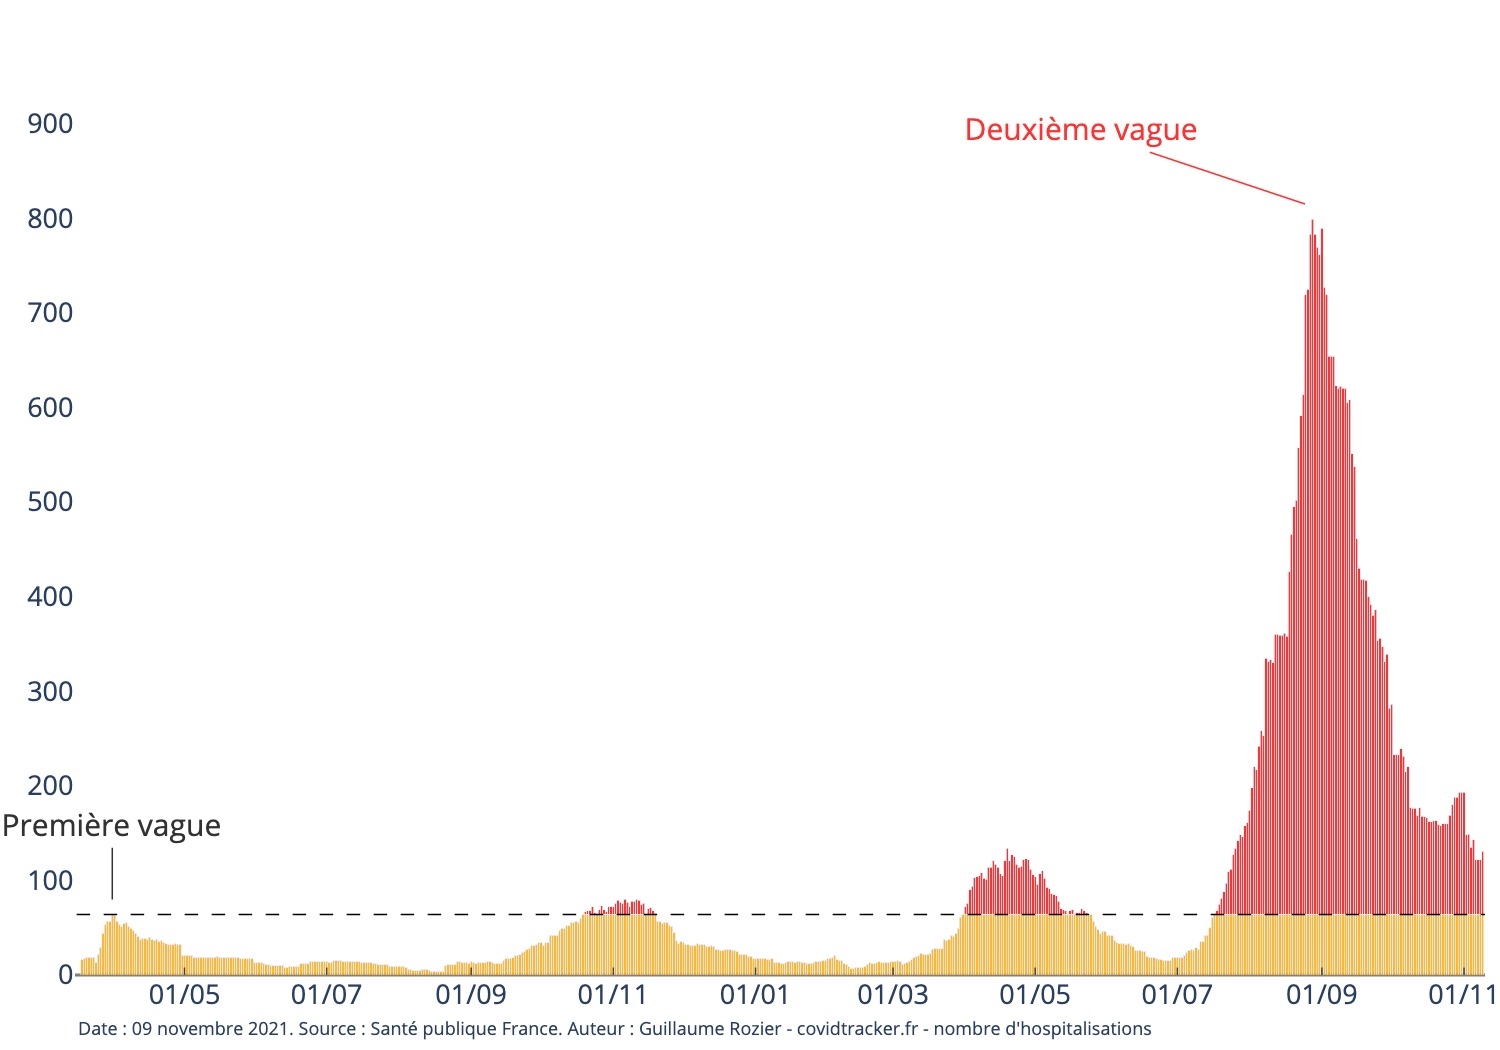 900
Deuxième vague
800
700
600
500
400
300
200
Première vague
100
0
01/05 01/07 01/09 01/11 01/01 01/03 01/05 01/07 01/09 01/11
Date : 09 novembre 2021. Source : Santé publique France. Auteur : Guillaume Rozier - covidtracker.fr - nombre d'hospitalisations